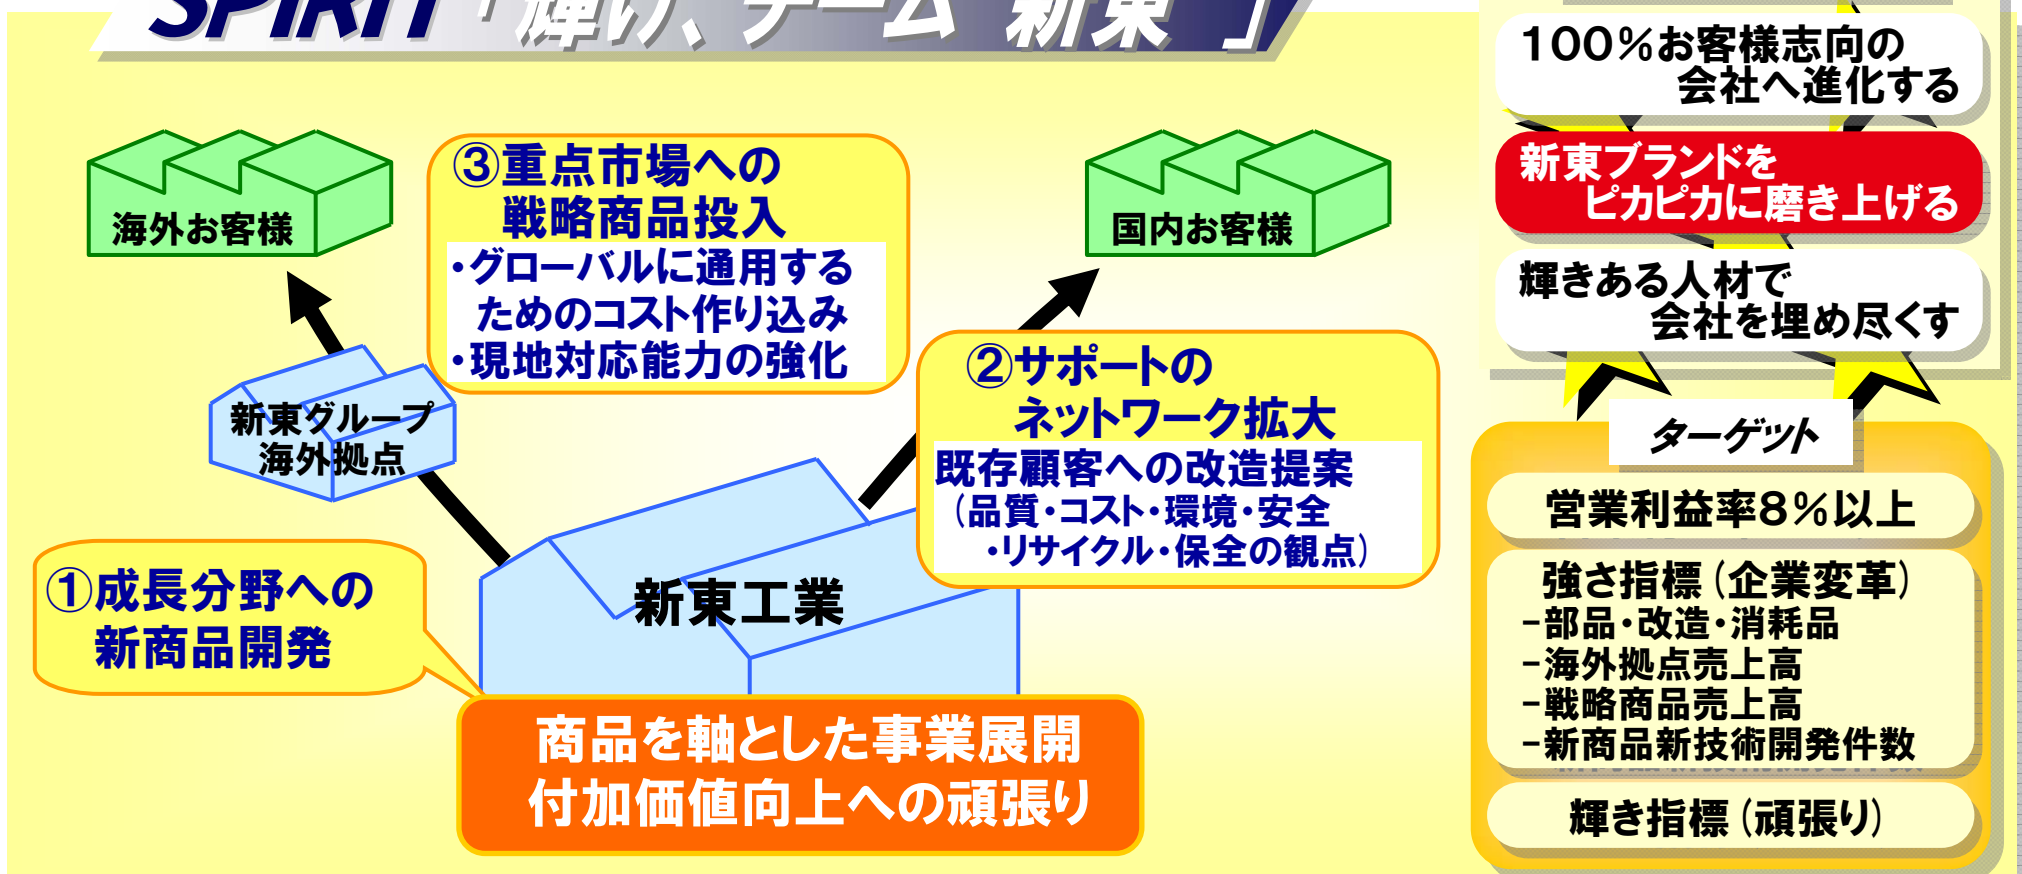 SPIRIT「輝け、チーム 新東 」
海外お客様
③重点市場への
戦略商品投入
・グローバルに通用する
ためのコスト作り込み
・現地対応能力の強化
国内お客様
新東グループ
海外拠点
②サポートの
ネットワーク拡大
既存顧客への改造提案
(品質・コスト・環境・安全
・リサイクル・保全の観点)
①成長分野への
新商品開発
新東工業
商品を軸とした事業展開
付加価値向上への頑張り
100%お客様志向の
会社へ進化する
新東ブランドを
ピカピカに磨き上げる
輝きある人材で
会社を埋め尽くす
ターゲット
営業利益率8%以上
強さ指標(企業変革)
-部品・改造・消耗品
-海外拠点売上高
-戦略商品売上高
-新商品新技術開発件数
輝き指標(頑張り)